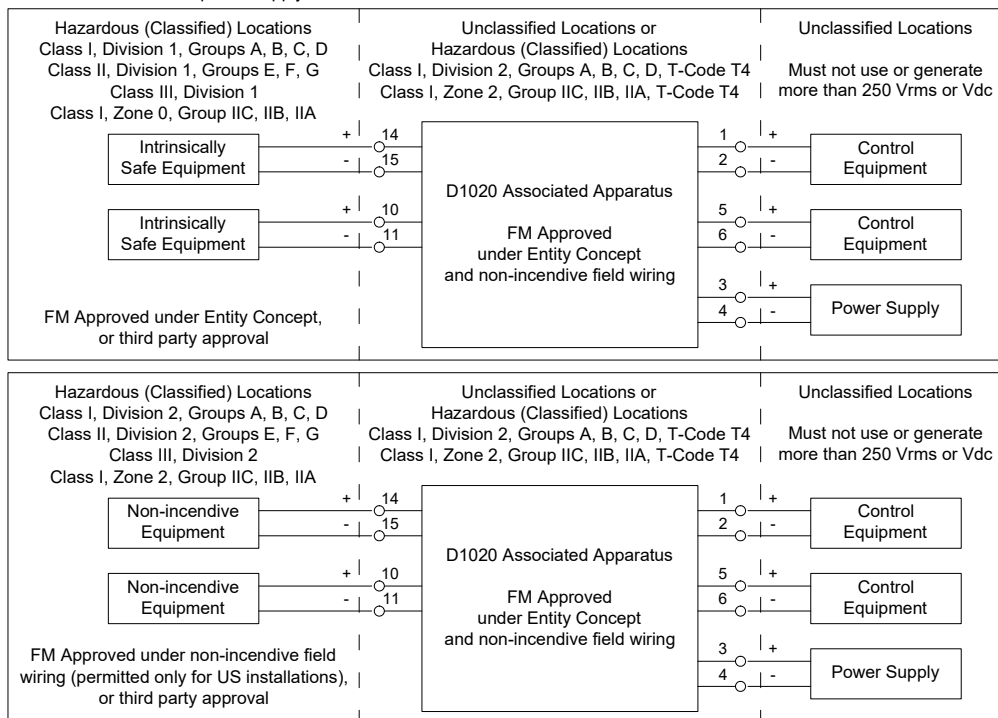 Hazardous (Classified) Locations
Class I, Division 1, Groups A, B, C, D
Class II, Division 1, Groups E, F, G
Class III, Division 1
Class I, Zone 0, Group IIC, IIB, IIA
Unclassified Locations or
Hazardous (Classified) Locations
Class I, Division 2, Groups A, B, C, D, T-Code T4
Class I, Zone 2, Group IIC, IIB, IIA, T-Code T4
Unclassified Locations
Must not use or generate
more than 250 Vrms or Vdc
Intrinsically
Safe Equipment
+ 14
- 15
Intrinsically
Safe Equipment
+ 10
- 11
FM Approved under Entity Concept,
or third party approval
D1020 Associated Apparatus
FM Approved
under Entity Concept
and non-incendive field wiring
1 +
2 -
Control
Equipment
5 +
6 -
Control
Equipment
3 +
4 -
Power Supply
Hazardous (Classified) Locations
Class I, Division 2, Groups A, B, C, D
Class II, Division 2, Groups E, F, G
Class III, Division 2
Class I, Zone 2, Group IIC, IIB, IIA
Unclassified Locations or
Hazardous (Classified) Locations
Class I, Division 2, Groups A, B, C, D, T-Code T4
Class I, Zone 2, Group IIC, IIB, IIA, T-Code T4
Unclassified Locations
Must not use or generate
more than 250 Vrms or Vdc
Non-incendive
Equipment
+ 14
- 15
Non-incendive
Equipment
+ 10
- 11
FM Approved under non-incendive field
wiring (permitted only for US installations),
or third party approval
D1020 Associated Apparatus
FM Approved
under Entity Concept
and non-incendive field wiring
1 +
2 -
Control
Equipment
5 +
6 -
Control
Equipment
3 +
4 -
Power Supply